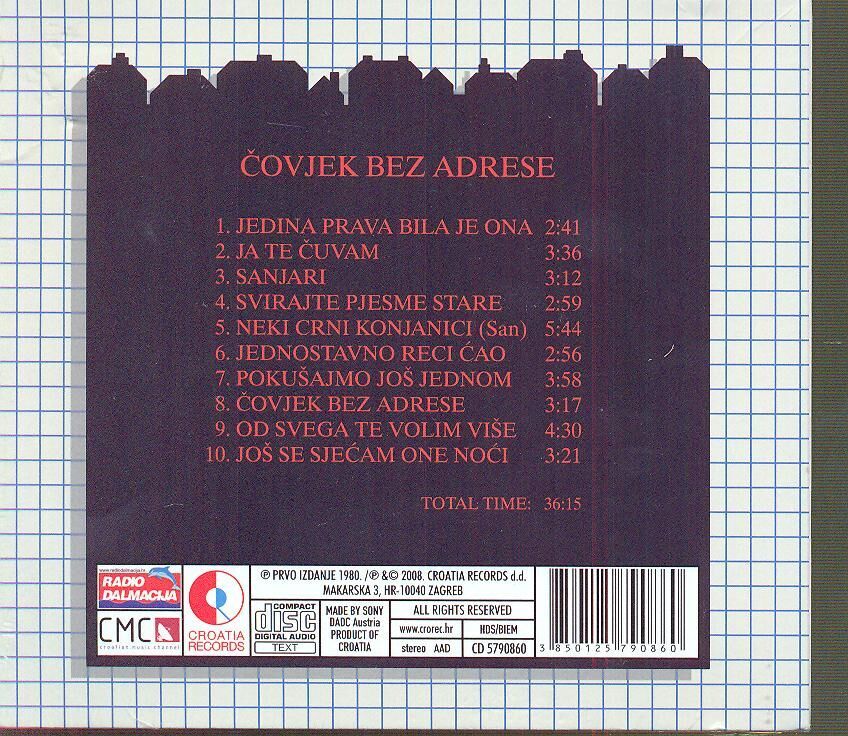 ČOVJEK BEZ ADRESE
1. JEDINA PRAVA BILA JE ONA 2:41
2. JA TE ČUVAM 3:36
3. SANJARI 3:12
4. SVIRAJTE PJESME STARE 2:59
5. NEKI CRNI KONJANICI (San) 5:44
6. JEDNOSTAVNO RECI ĆAO 2:56
7. POKUŠAJMO JOŠ JEDNOM 3:58
8. ČOVJEK BEZ ADRESE 3:17
9. OD SVEGA TE VOLIM VIŠE 4:30
10. JOŠ SE SJEĆAM ONE NOĆI 3:21
TOTAL TIME: 36:15
www.radiodalmacija.hr
RADIO
DALMACIJA
CMC
croatian music channel
CROATIA
RECORDS
℗ PRVO IZDANJE 1980. /℗ &© 2008. CROATIA RECORDS d.d.
MAKARSKA 3, HR-10040 ZAGREB
COMPACT
disc
DIGITAL AUDIO
TEXT
MADE BY SONY
DADC Austria
PRODUCT OF
CROATIA
ALL RIGHTS RESERVED
www.crorec.hr HDS/BIEM
stereo AAD CD 5790860
3 850125 790860